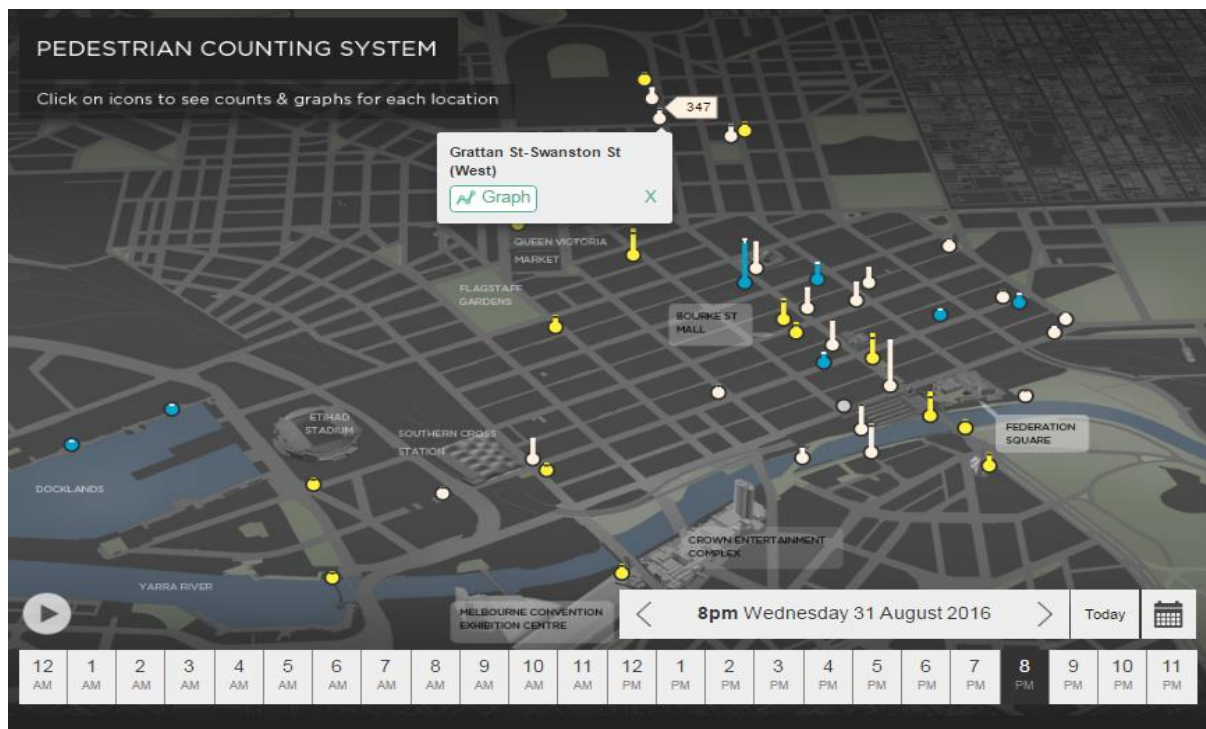 PEDESTRIAN COUNTING SYSTEM
Click on icons to see counts & graphs for each location
347
Grattan St-Swanston St
(West)
Graph X
QUEEN VICTORIA
MARKET
FLAGSTAFF
GARDENS
BOURKE ST
MALL
ETIHAD
STADIUM
SOUTHERN CROSS
STATION
FEDERATION
SQUARE
DOCKLANDS
CROWN ENTERTAINMENT
COMPLEX
YARRA RIVER
MELBOURNE CONVENTION
EXHIBITION CENTRE
8pm Wednesday 31 August 2016
Today
12 1 2 3 4 5 6 7 8 9 10 11 12 1 2 3 4 5 6 7 8 9 10 11
AM AM AM AM AM AM AM AM AM AM AM AM PM PM PM PM PM PM PM PM PM PM PM PM